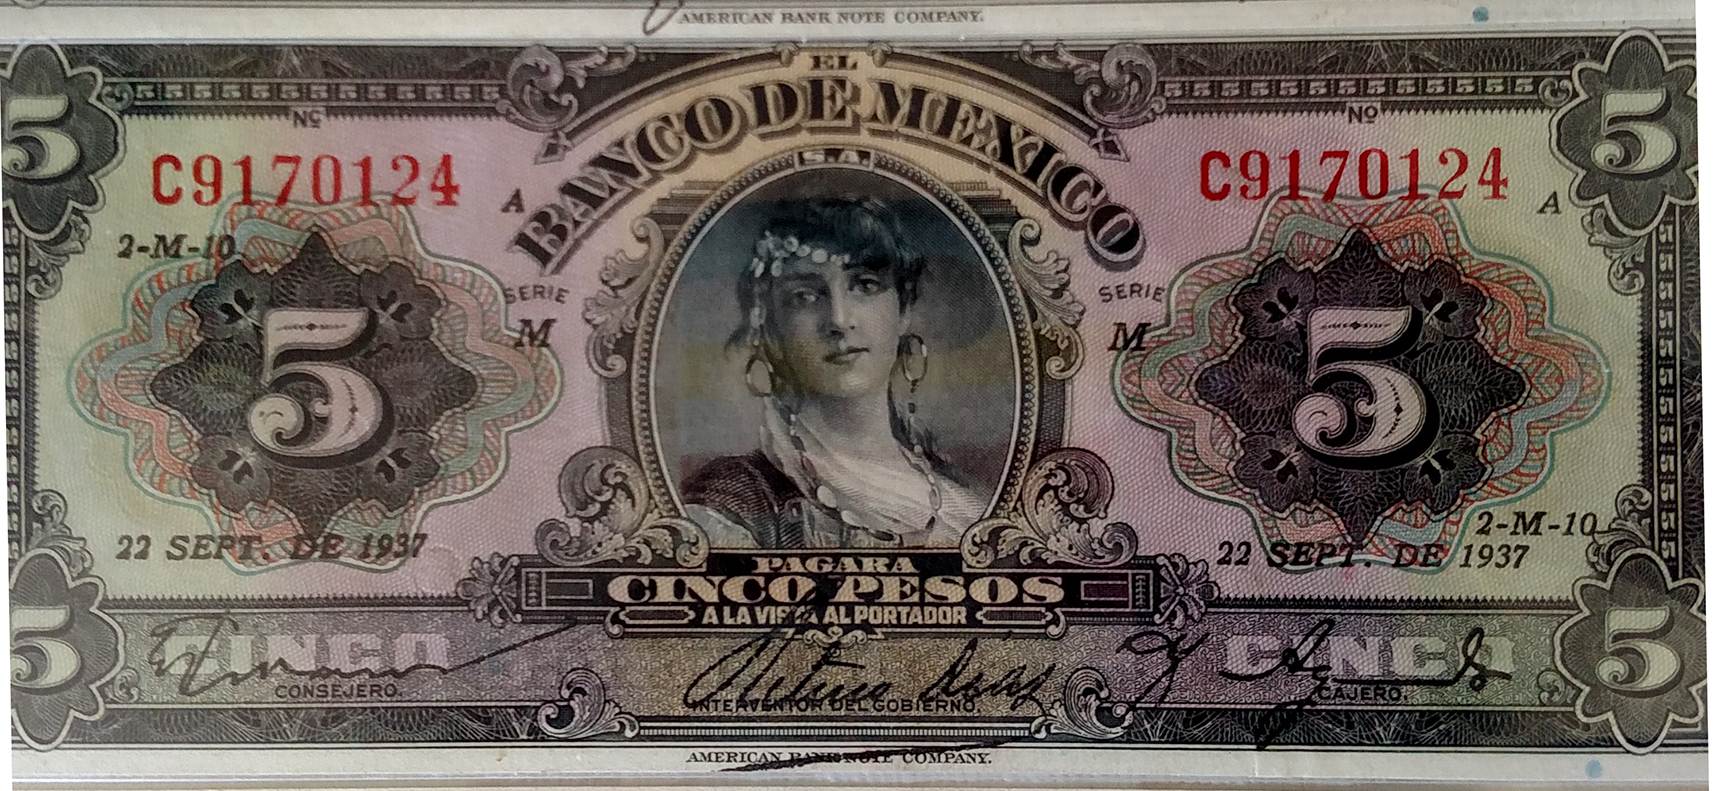 AMERICAN BANK NOTE COMPANY.
5 5
EL
BANCO DE MEXICO
S.A.
Nº Nº
C9170124 C9170124
A A
2-M-10
SERIE SERIE
M M
5 5
2-M-10
22 SEPT. DE 1937 22 SEPT. DE 1937
PAGARA
CINCO PESOS
A LA VISTA AL PORTADOR
CINCO CINCO
5 5
CONSEJERO. INTERVENTOR DEL GOBIERNO. CAJERO.
AMERICAN BANK NOTE COMPANY.